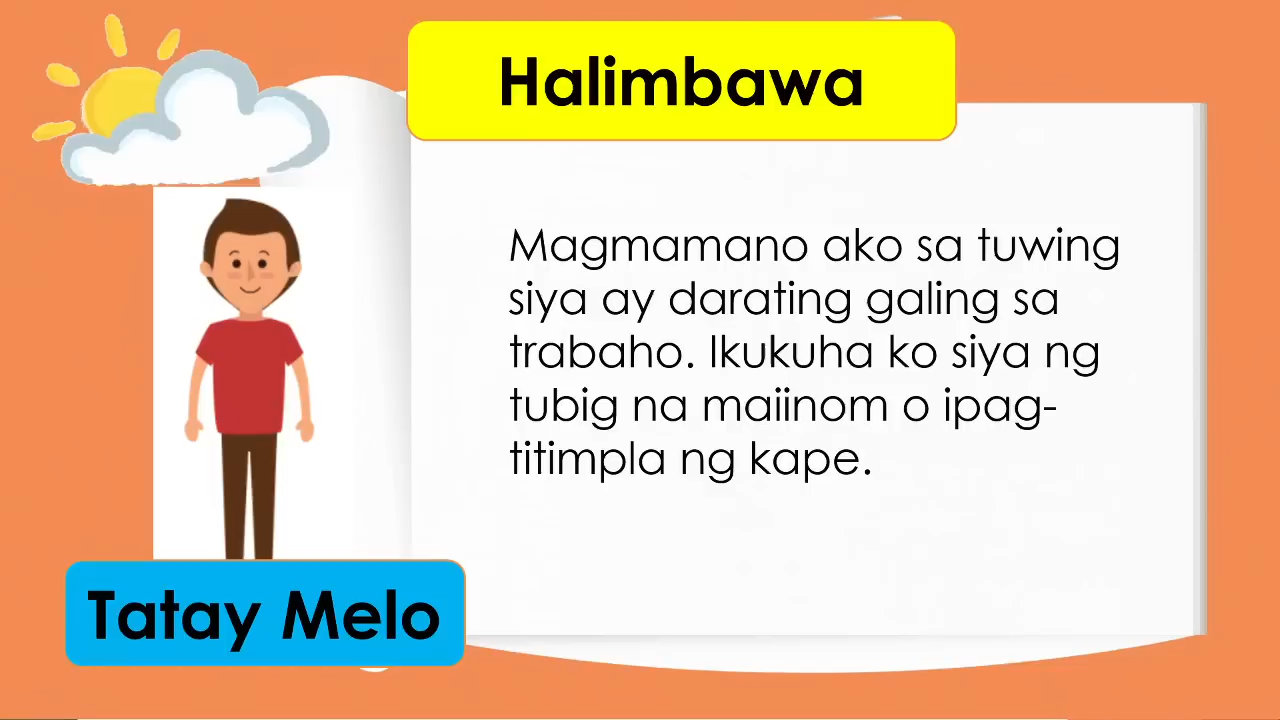 Halimbawa
Magmamano ako sa tuwing
siya ay darating galing sa
trabaho. Ikukuha ko siya ng
tubig na maiinom o ipag-
titimpla ng kape.
Tatay Melo